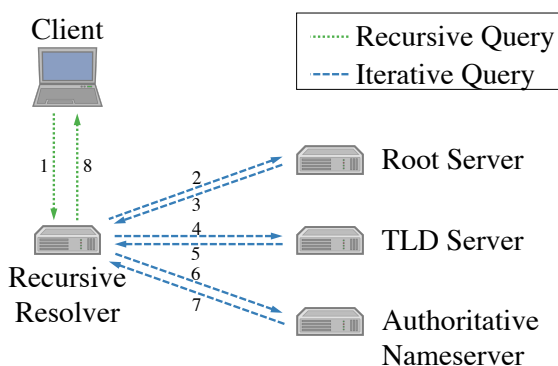 Client
Recursive Query
Iterative Query
1
8
2
3
Root Server
4
5
TLD Server
6
7
Recursive
Resolver
Authoritative
Nameserver